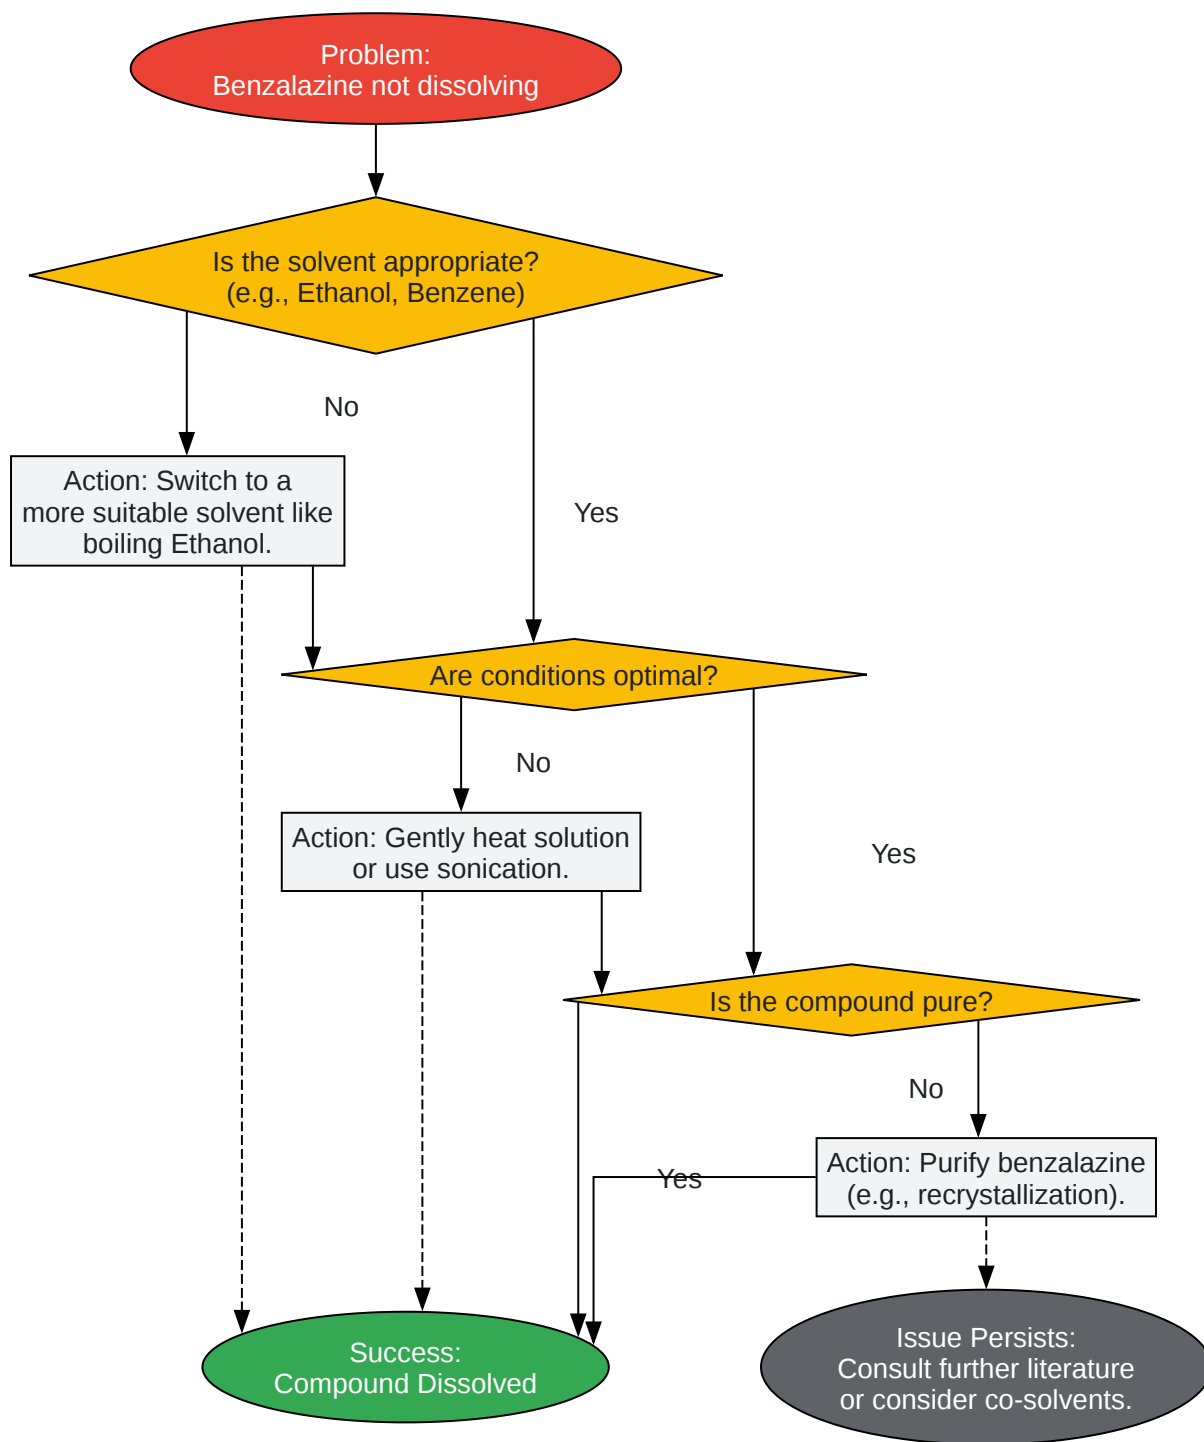 Problem:
Benzalazine not dissolving
Is the solvent appropriate?
(e.g., Ethanol, Benzene)
No
Action: Switch to a
more suitable solvent like
boiling Ethanol.
Yes
Are conditions optimal?
No
Action: Gently heat solution
or use sonication.
Yes
Is the compound pure?
No
Action: Purify benzalazine
(e.g., recrystallization).
Yes
Success:
Compound Dissolved
Issue Persists:
Consult further literature
or consider co-solvents.